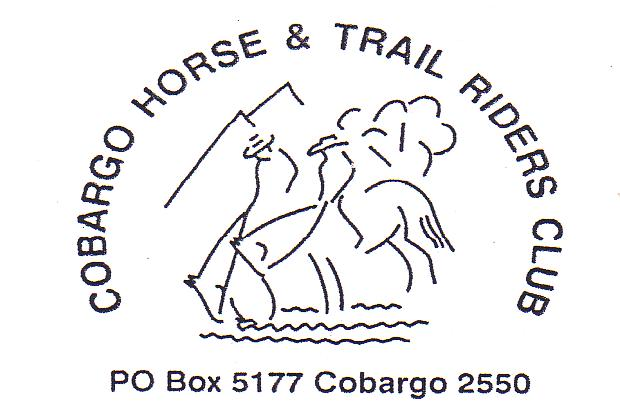 COBARGO HORSE & TRAIL RIDERS CLUB
PO Box 5177 Cobargo 2550